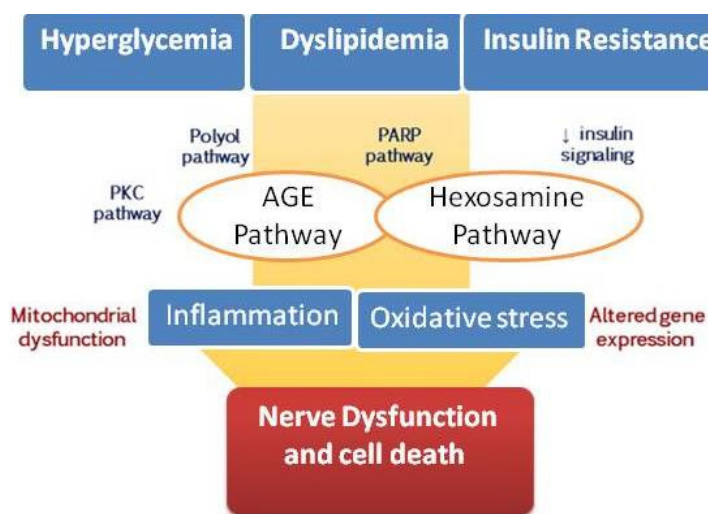 Hyperglycemia
Dyslipidemia
Insulin Resistance
Polyol
pathway
PARP
pathway
↓ insulin
signaling
PKC
pathway
AGE
Pathway
Hexosamine
Pathway
Mitochondrial
dysfunction
Inflammation
Oxidative stress
Altered gene
expression
Nerve Dysfunction
and cell death